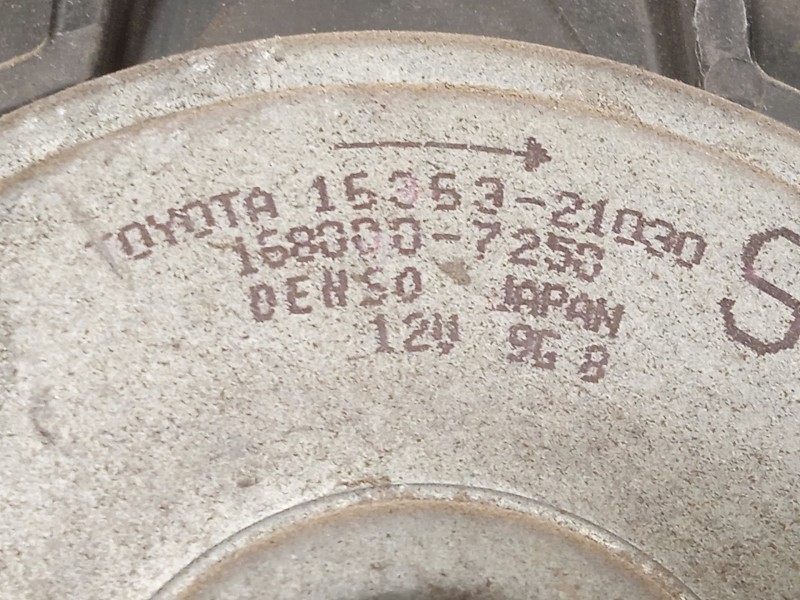 TOYOTA 16363-21030
168000-7250
DENSO JAPAN
12V 9G 8
S